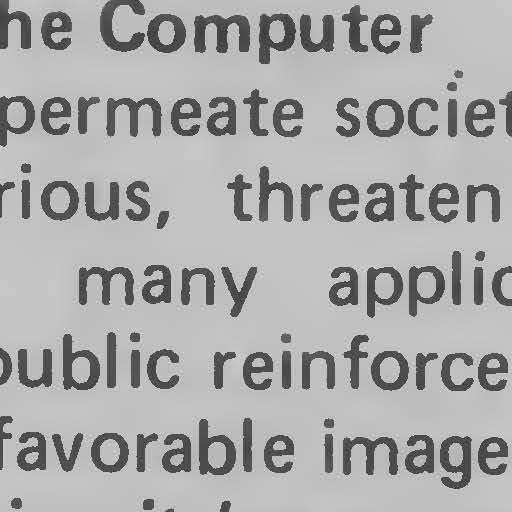 he Computer
permeate societ
rious, threaten
many applic
public reinforce
favorable image